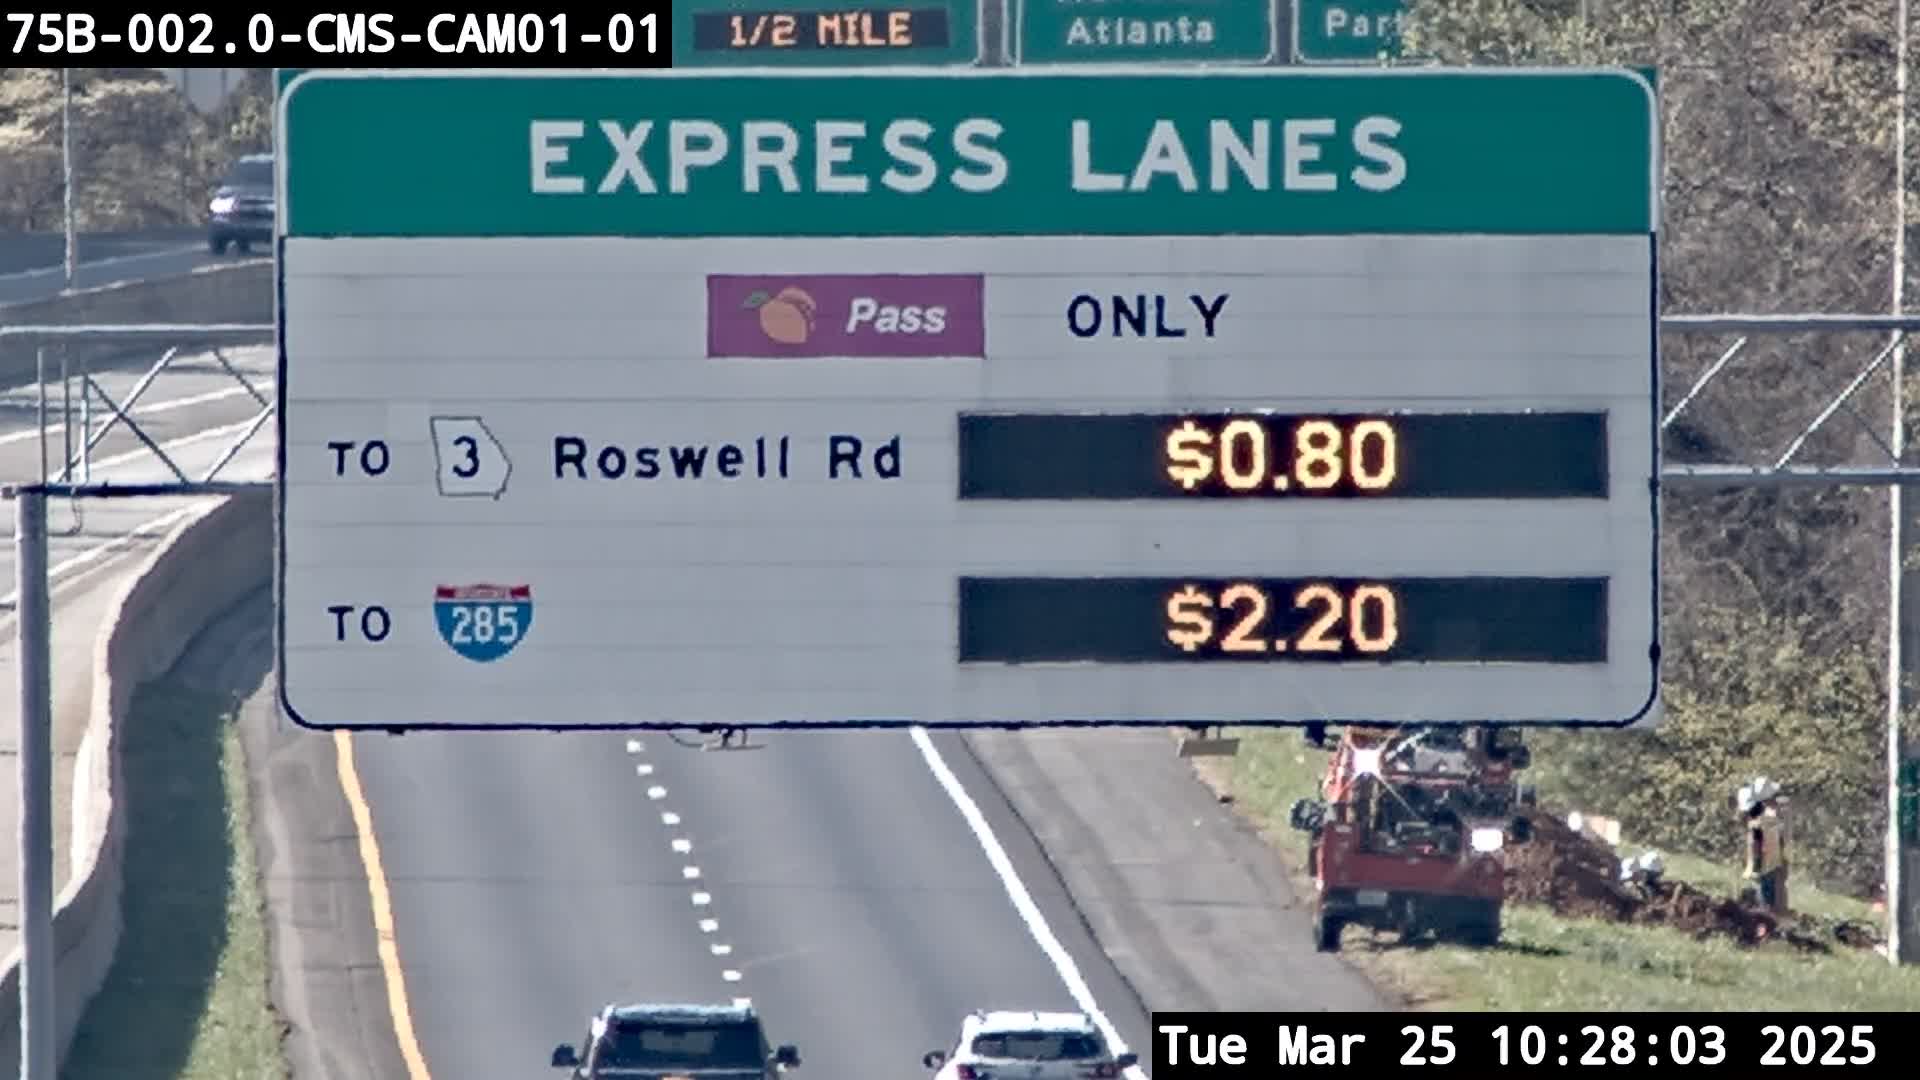 75B-002.0-CMS-CAM01-01
1/2 MILE
Atlanta
EXPRESS LANES
Pass ONLY
TO 3 Roswell Rd $0.80
TO 285 $2.20
Tue Mar 25 10:28:03 2025